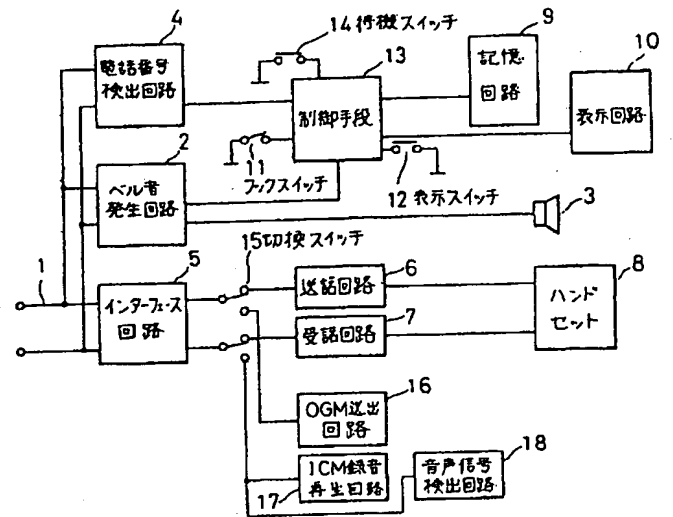 4
14 待機スイッチ
9
電話番号
検出回路
13
記憶
回路
10
制御手段
表示回路
2
11
フックスイッチ
12 表示スイッチ
ベル音
発生回路
3
15切換スイッチ
1
5
6
8
インターフェース
回路
送話回路
7
受話回路
ハンド
セット
16
OGM送出
回路
18
ICM録音
再生回路
17
音声信号
検出回路